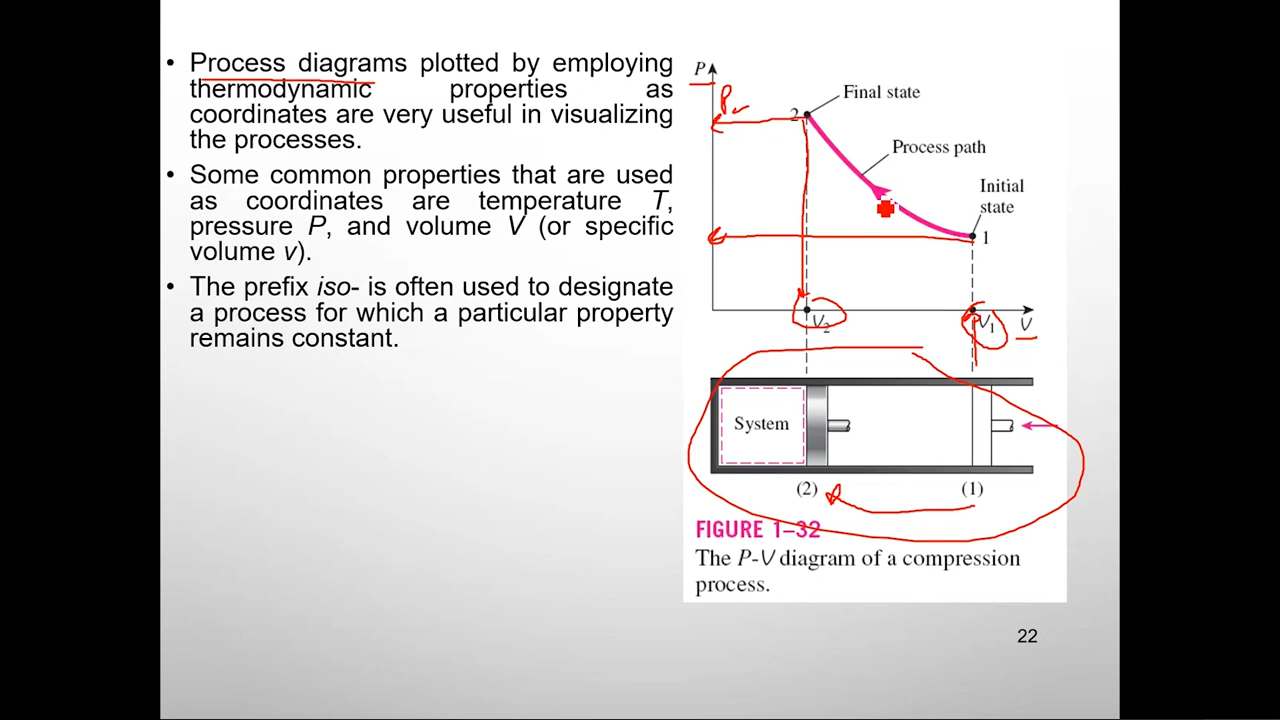 • Process diagrams plotted by employing
thermodynamic properties as
coordinates are very useful in visualizing
the processes.
• Some common properties that are used
as coordinates are temperature T,
pressure P, and volume V (or specific
volume v).
• The prefix iso- is often used to designate
a process for which a particular property
remains constant.
P
Final state
2
Process path
Initial
state
1
V₂
V₁
V
System
(2)
(1)
FIGURE 1–32
The P-V diagram of a compression
process.
22